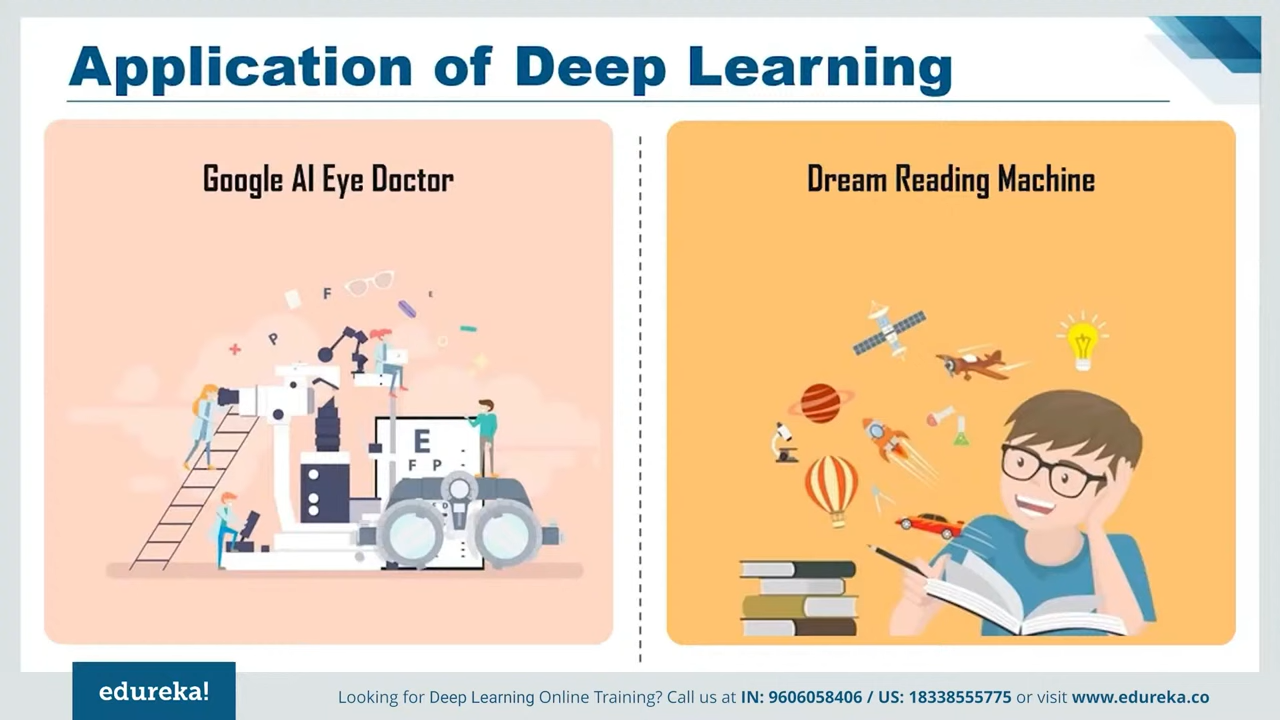 Application of Deep Learning
Google AI Eye Doctor
F
E
P
E
F P
Dream Reading Machine
edureka!
Looking for Deep Learning Online Training? Call us at IN: 9606058406 / US: 18338555775 or visit www.edureka.co